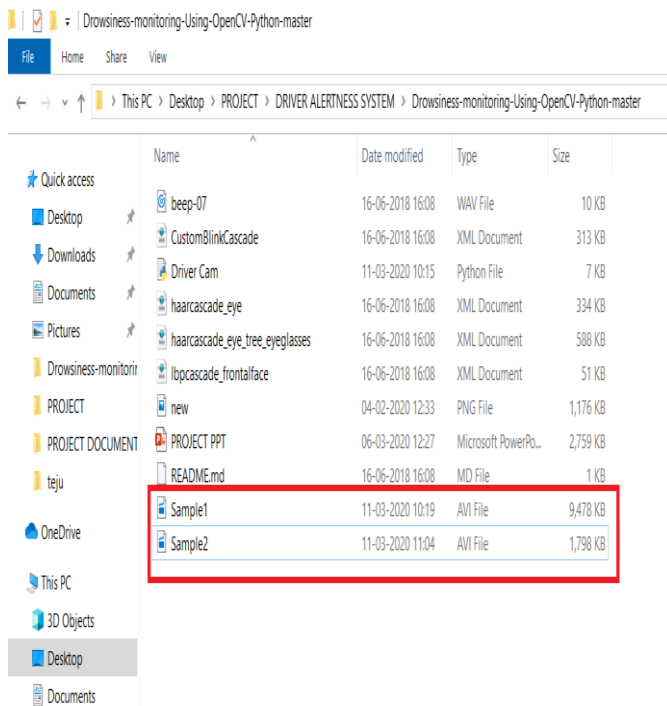 Drowsiness-monitoring-Using-OpenCV-Python-master
File Home Share View
This PC > Desktop > PROJECT > DRIVER ALERTNESS SYSTEM > Drowsiness-monitoring-Using-OpenCV-Python-master
Name Date modified Type Size
Quick access
Desktop
Downloads
Documents
Pictures
Drowsiness-monitorir
PROJECT
PROJECT DOCUMENT
teju
OneDrive
This PC
3D Objects
Desktop
Documents
beep-07 16-06-2018 16:08 WAV File 10 KB
CustomBlinkCascade 16-06-2018 16:08 XML Document 313 KB
Driver Cam 11-03-2020 10:15 Python File 7 KB
haarcascade_eye 16-06-2018 16:08 XML Document 334 KB
haarcascade_eye_tree_eyeglasses 16-06-2018 16:08 XML Document 588 KB
lbpcascade_frontalface 16-06-2018 16:08 XML Document 51 KB
new 04-02-2020 12:33 PNG File 1,176 KB
PROJECT PPT 06-03-2020 12:27 Microsoft PowerPo... 2,759 KB
README.md 16-06-2018 16:08 MD File 1 KB
Sample1 11-03-2020 10:19 AVI File 9,478 KB
Sample2 11-03-2020 11:04 AVI File 1,798 KB